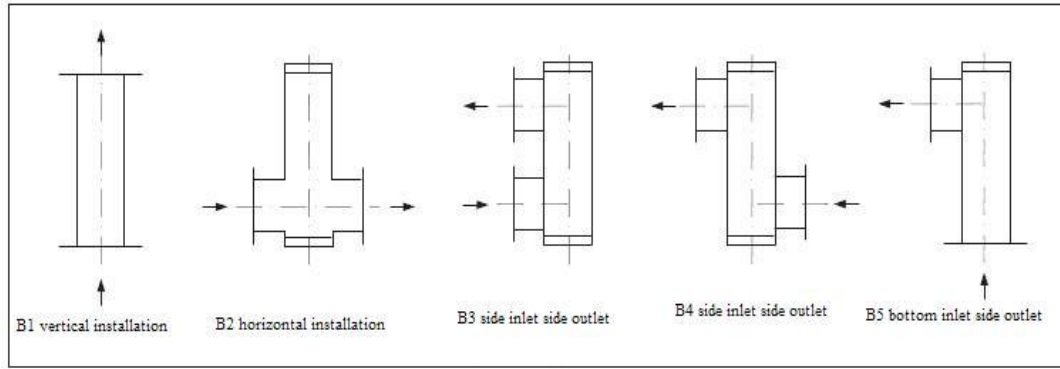 B1 vertical installation
B2 horizontal installation
B3 side inlet side outlet
B4 side inlet side outlet
B5 bottom inlet side outlet